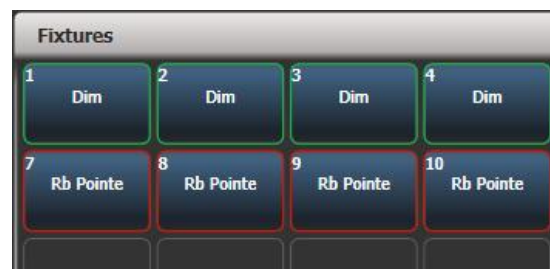 Fixtures
1 2 3 4
Dim Dim Dim Dim
7 8 9 10
Rb Pointe Rb Pointe Rb Pointe Rb Pointe